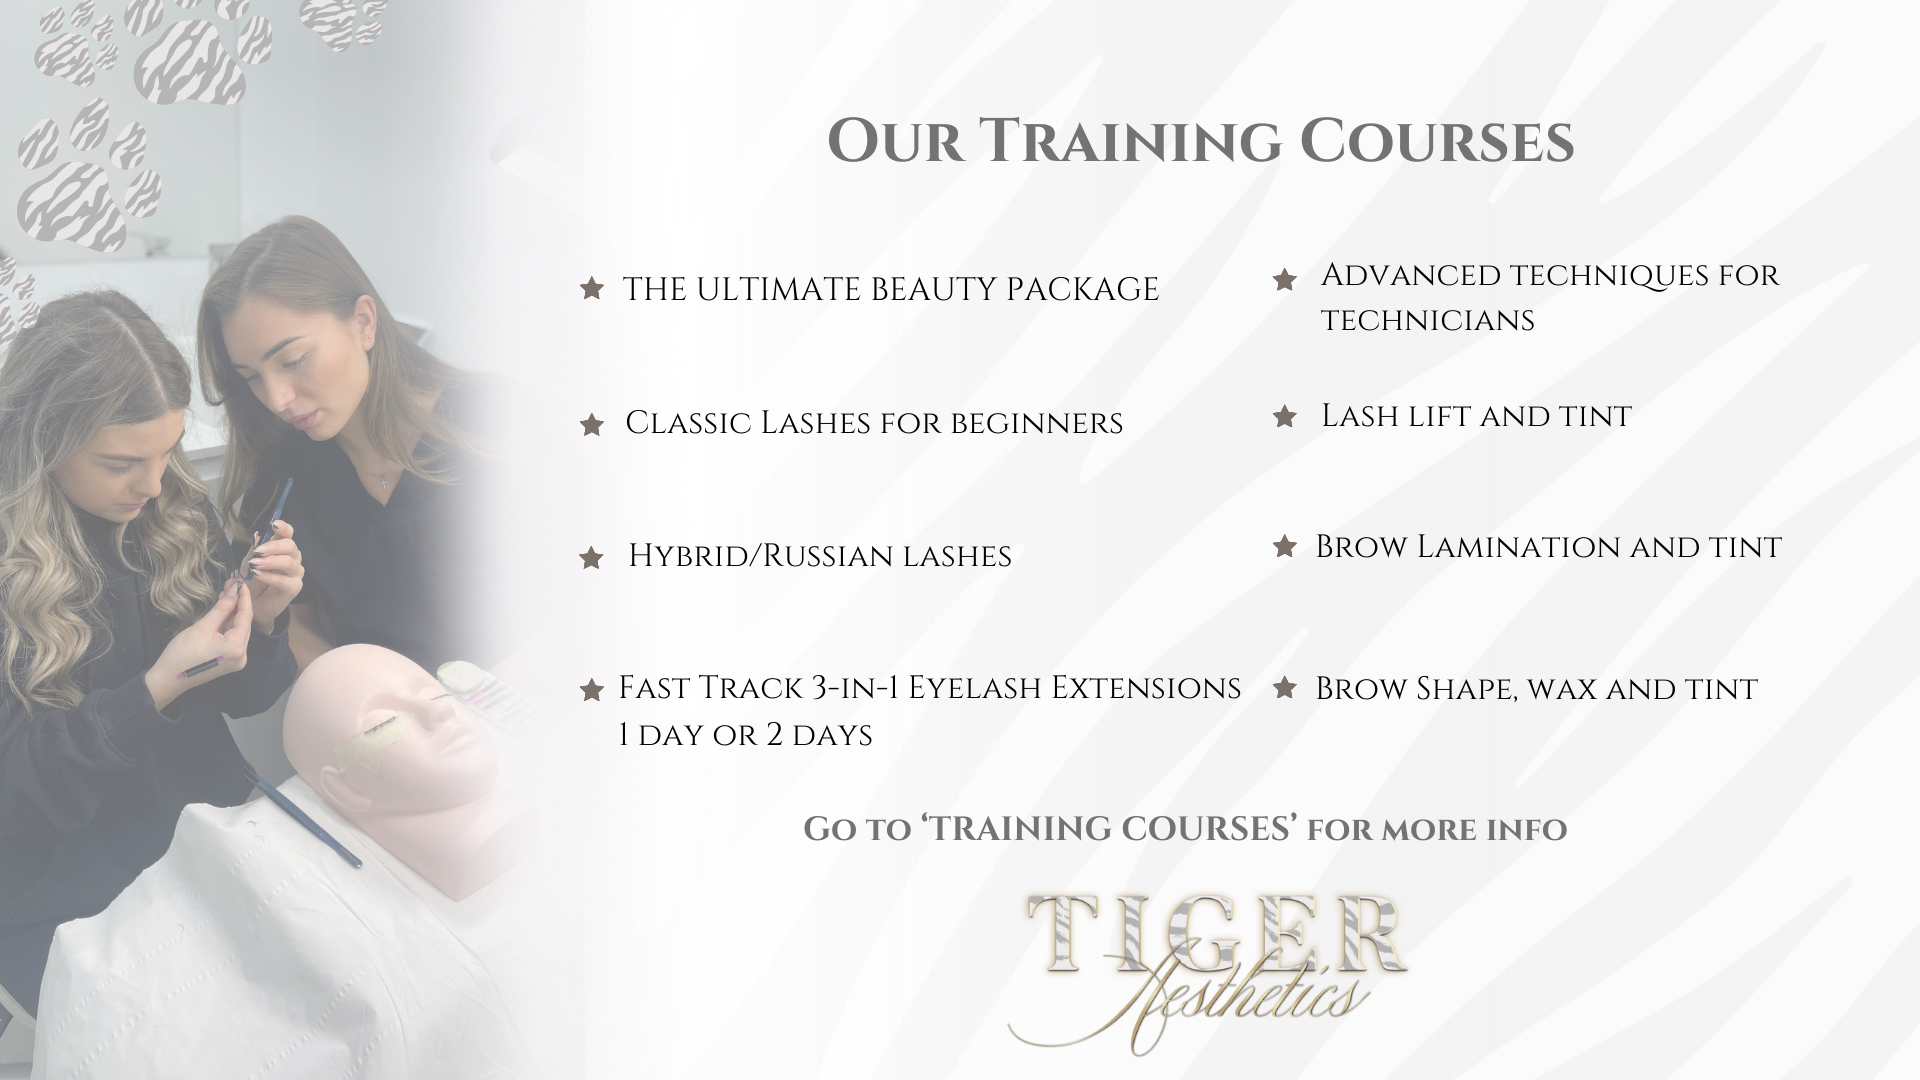 Our Training Courses
THE ULTIMATE BEAUTY PACKAGE
Classic Lashes for beginners
Hybrid/Russian lashes
Fast Track 3-in-1 Eyelash Extensions
1 day or 2 days
Advanced techniques for
technicians
Lash lift and tint
Brow Lamination and tint
Brow Shape, wax and tint
Go to ‘training courses’ for more info
TIGER
Aesthetics